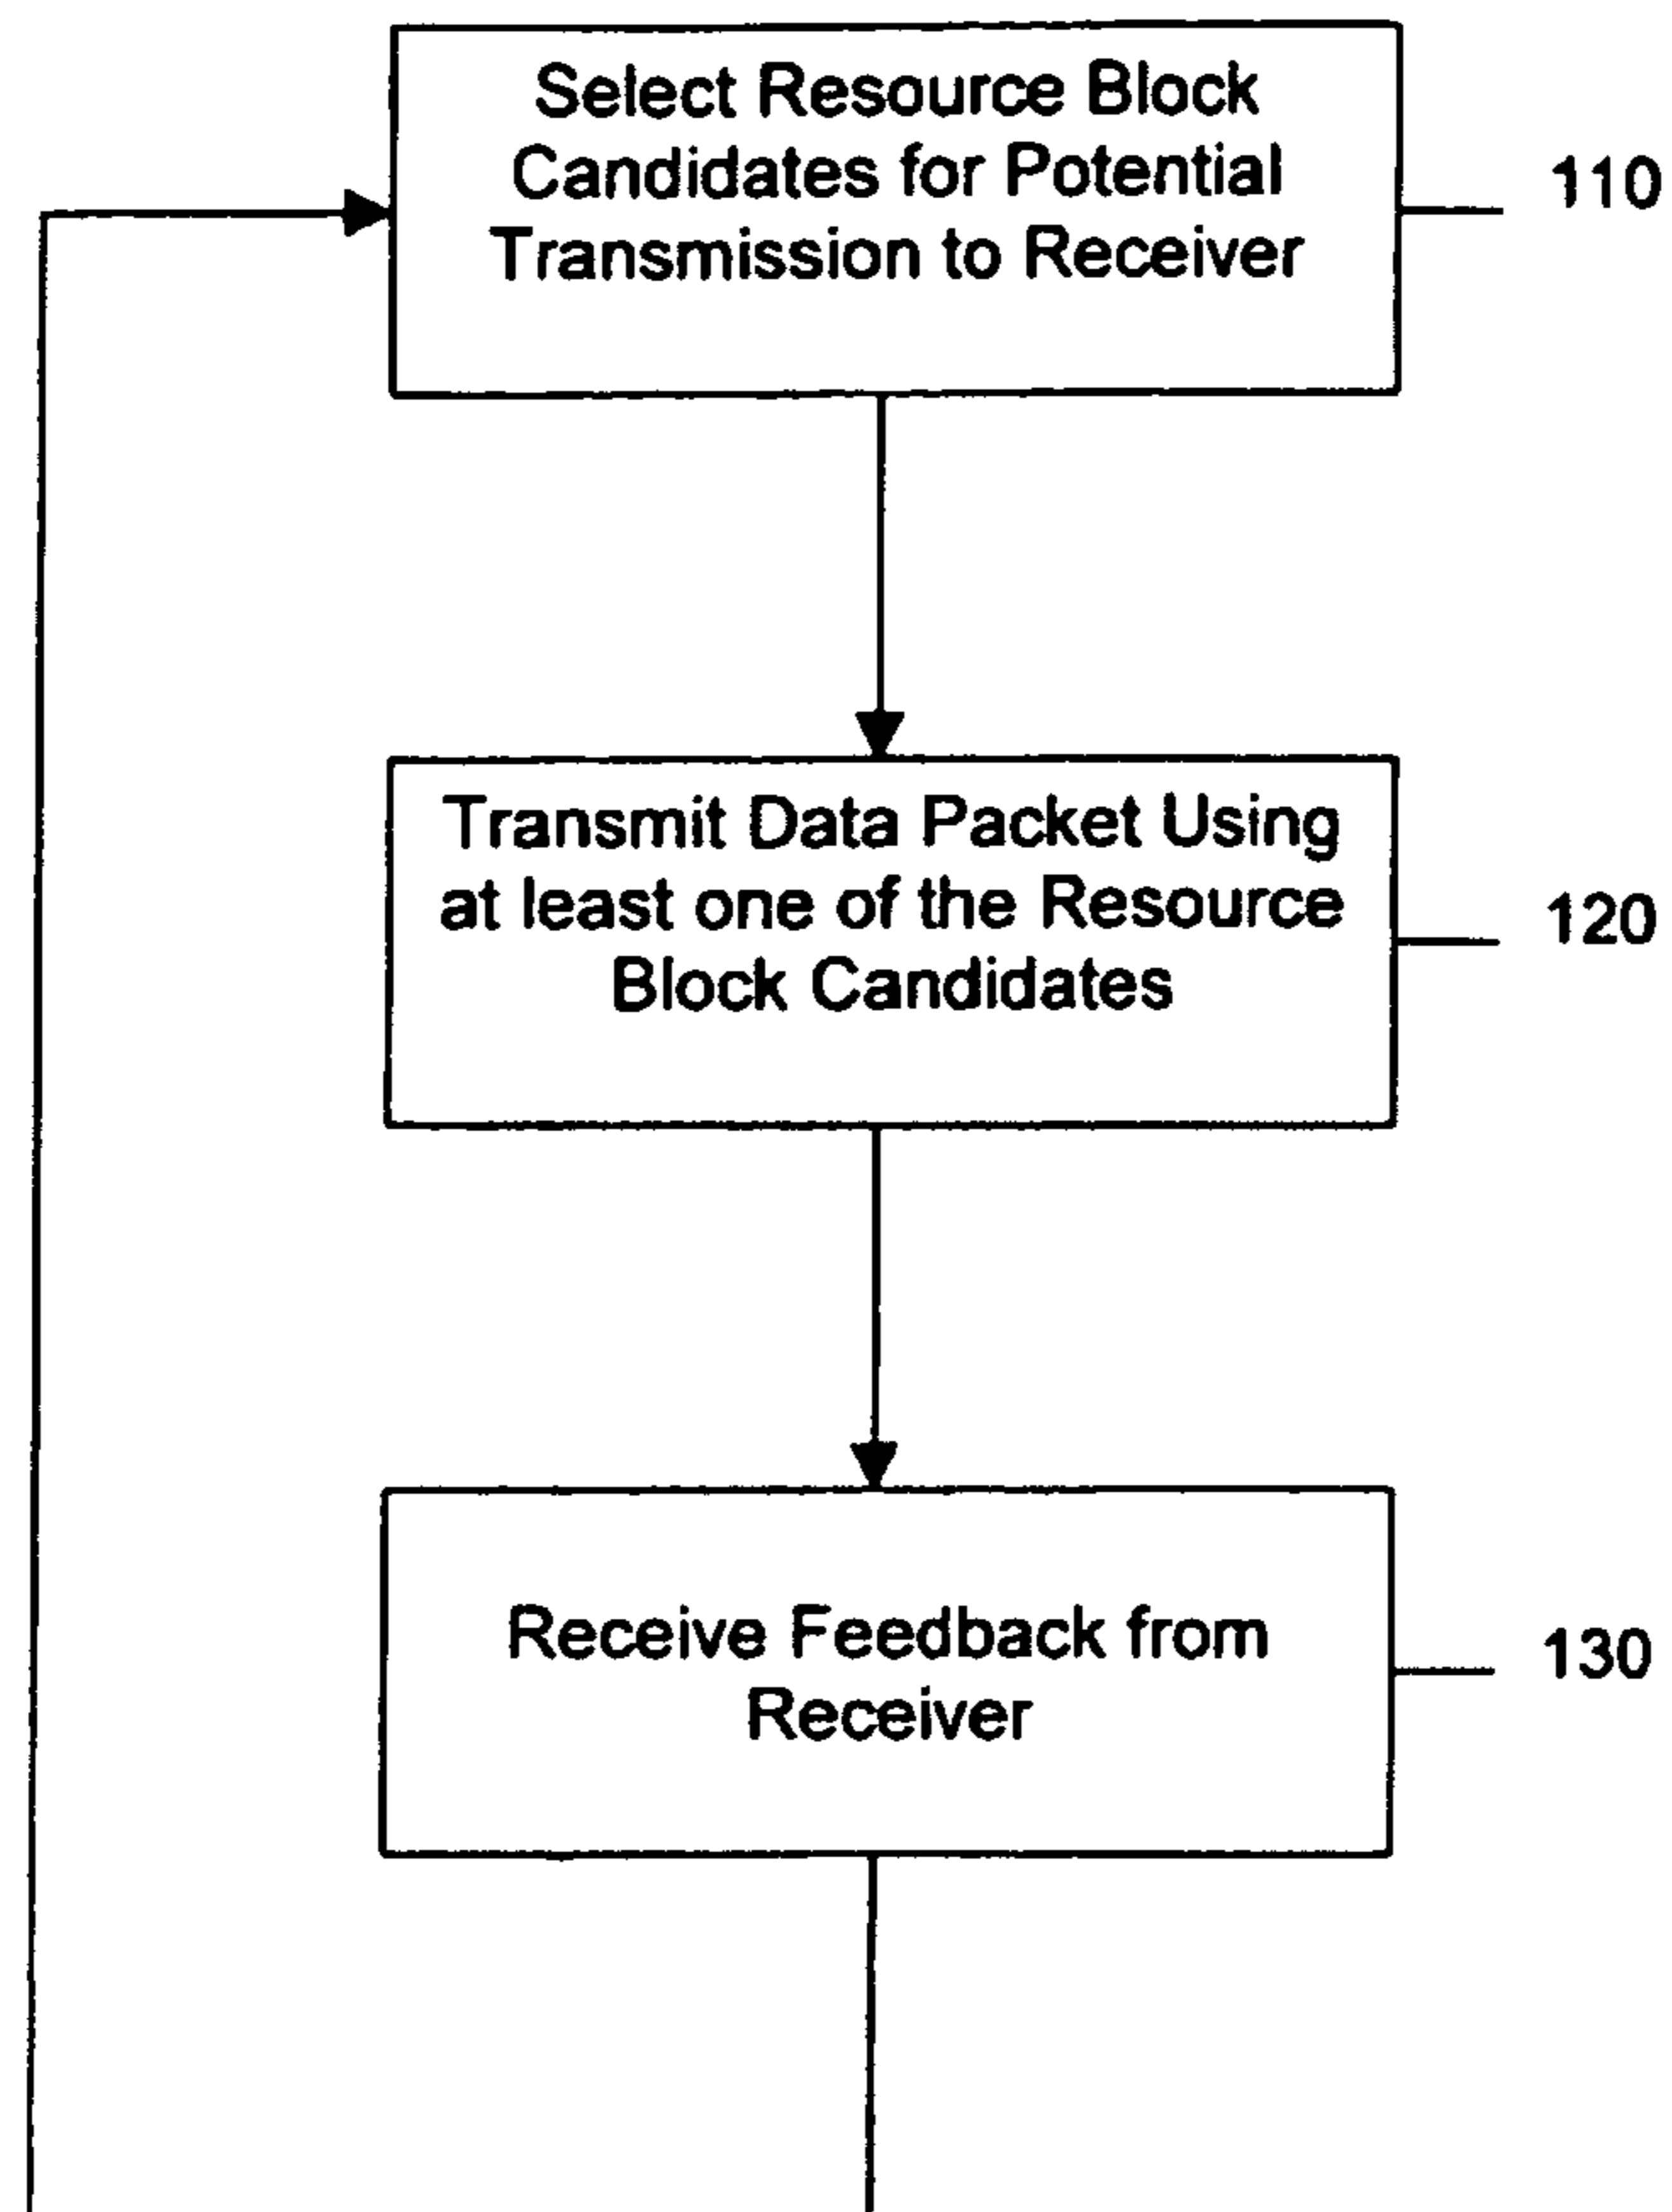 Select Resource Block
Candidates for Potential
Transmission to Receiver
110
Transmit Data Packet Using
at least one of the Resource
Block Candidates
120
Receive Feedback from
Receiver
130